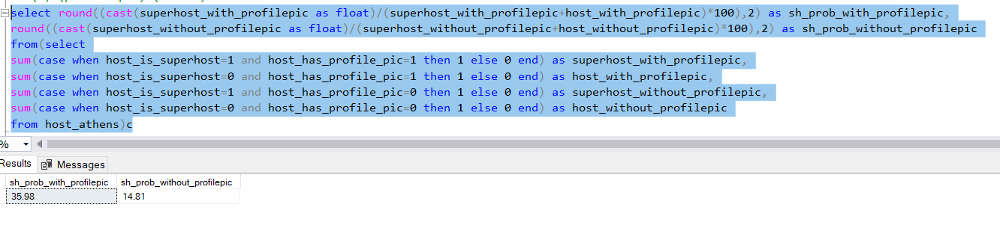 select round((cast(superhost_with_profilepic as float)/(superhost_with_profilepic+host_with_profilepic)*100),2) as sh_prob_with_profilepic,
round((cast(superhost_without_profilepic as float)/(superhost_without_profilepic+host_without_profilepic)*100),2) as sh_prob_without_profilepic
from(select
sum(case when host_is_superhost=1 and host_has_profile_pic=1 then 1 else 0 end) as superhost_with_profilepic,
sum(case when host_is_superhost=0 and host_has_profile_pic=1 then 1 else 0 end) as host_with_profilepic,
sum(case when host_is_superhost=1 and host_has_profile_pic=0 then 1 else 0 end) as superhost_without_profilepic,
sum(case when host_is_superhost=0 and host_has_profile_pic=0 then 1 else 0 end) as host_without_profilepic
from host_athens)c
%
Results Messages
sh_prob_with_profilepic sh_prob_without_profilepic
35.98 14.81